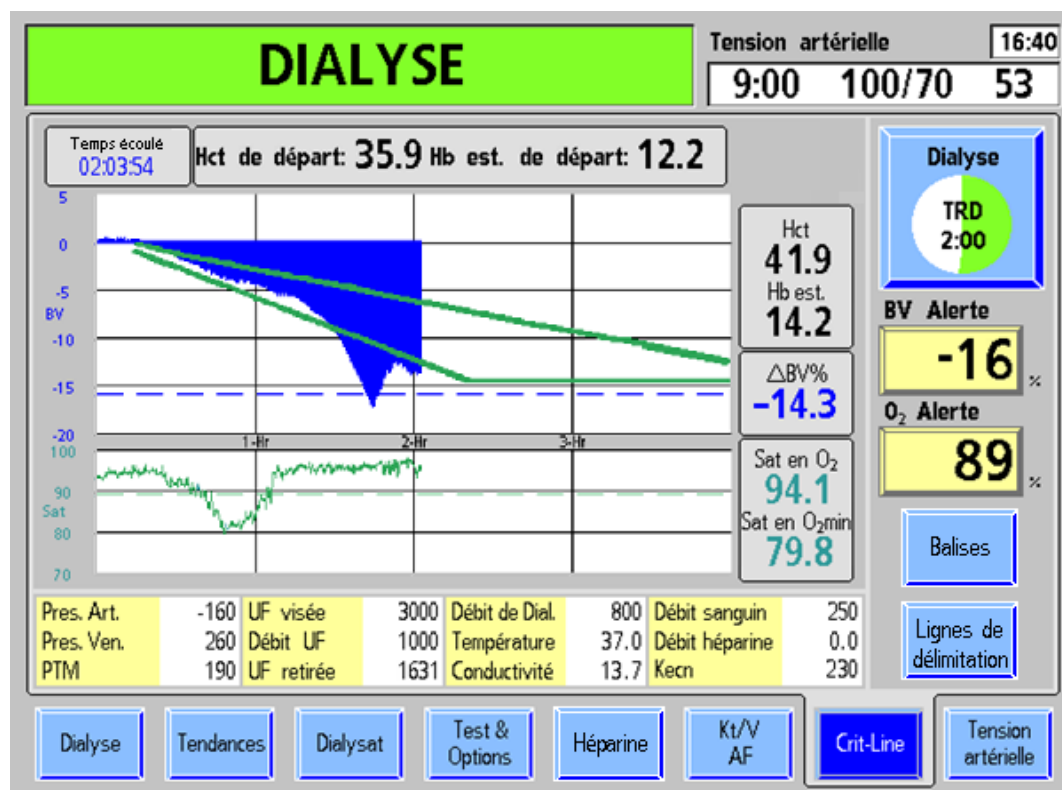 DIALYSE
Tension artérielle 16:40
9:00 100/70 53
Temps écoulé
02:03:54
Hct de départ: 35.9 Hb est. de départ: 12.2
Dialyse
TRD
2:00
5
0
-5
BV
-10
-15
-20
1-Hr 2-Hr 3-Hr
100
90
Sat
80
70
Hct
41.9
Hb est.
14.2
△BV%
-14.3
Sat en O₂
94.1
Sat en O₂min
79.8
BV Alerte
-16 %
O₂ Alerte
89 %
Balises
Lignes de
délimitation
Pres. Art. -160 UF visée 3000 Débit de Dial. 800 Débit sanguin 250
Pres. Ven. 260 Débit UF 1000 Température 37.0 Débit héparine 0.0
PTM 190 UF retirée 1631 Conductivité 13.7 Kecn 230
Dialyse
Tendances
Dialysat
Test &
Options
Héparine
Kt/V
AF
Crit-Line
Tension
artérielle